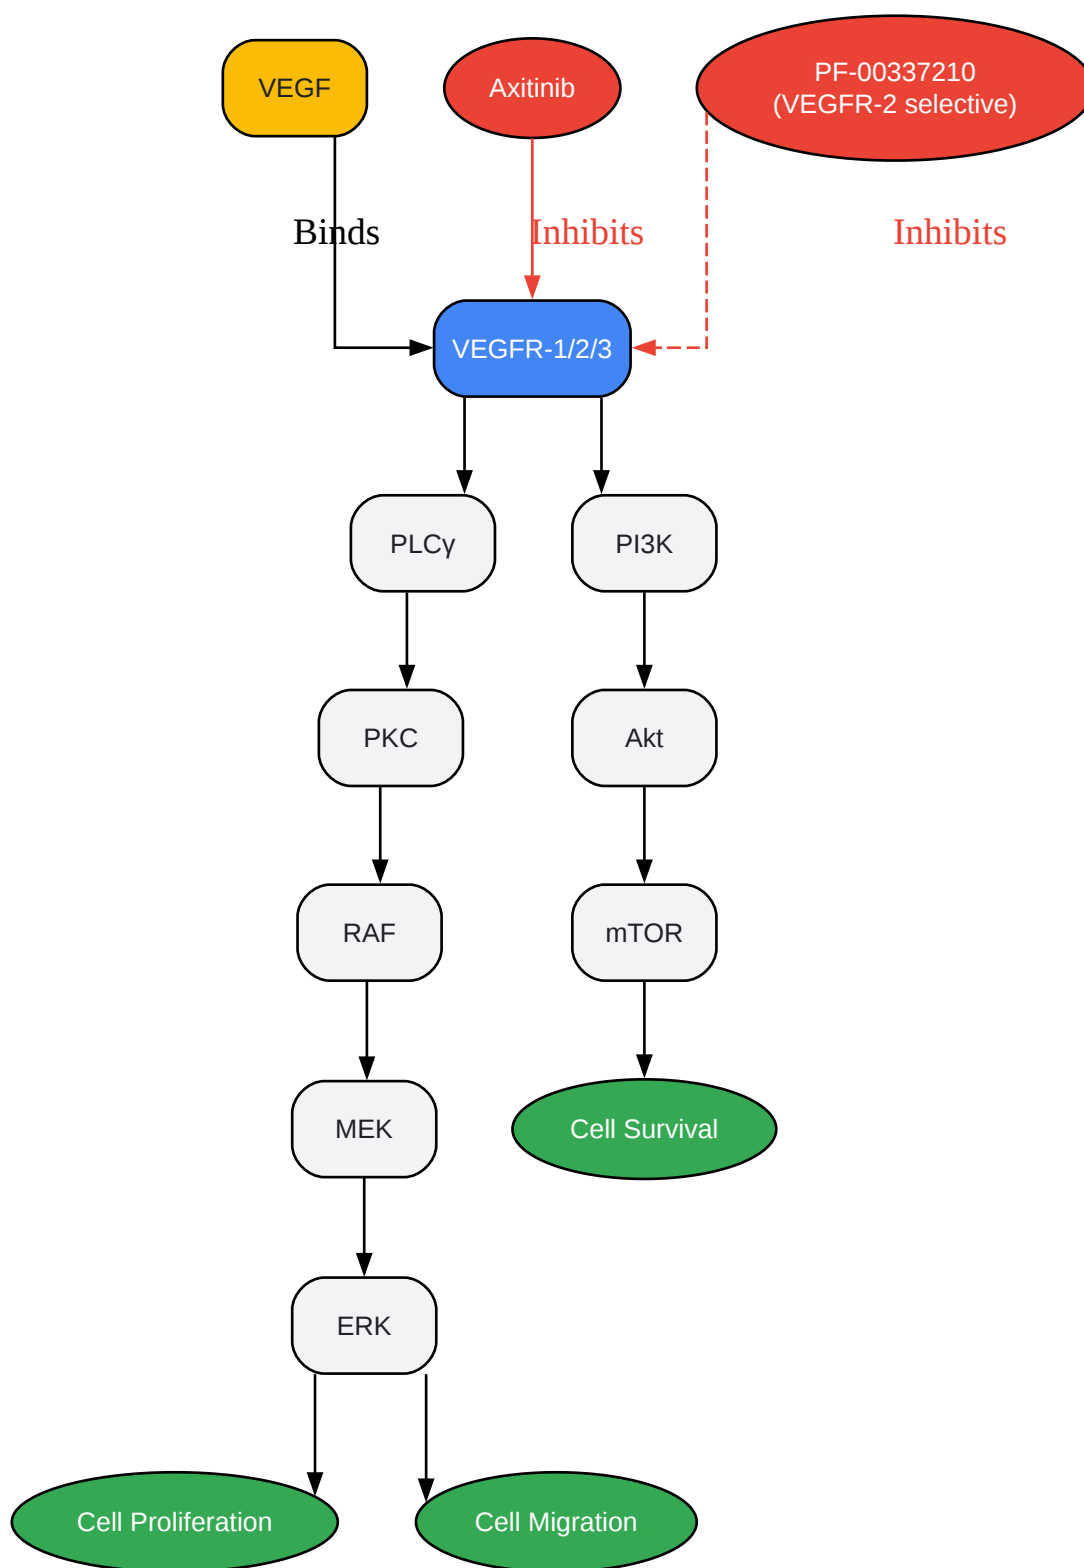 VEGF
Axitinib
PF-00337210
(VEGFR-2 selective)
Binds
Inhibits
Inhibits
VEGFR-1/2/3
PLCγ
PI3K
PKC
Akt
RAF
mTOR
MEK
Cell Survival
ERK
Cell Proliferation
Cell Migration